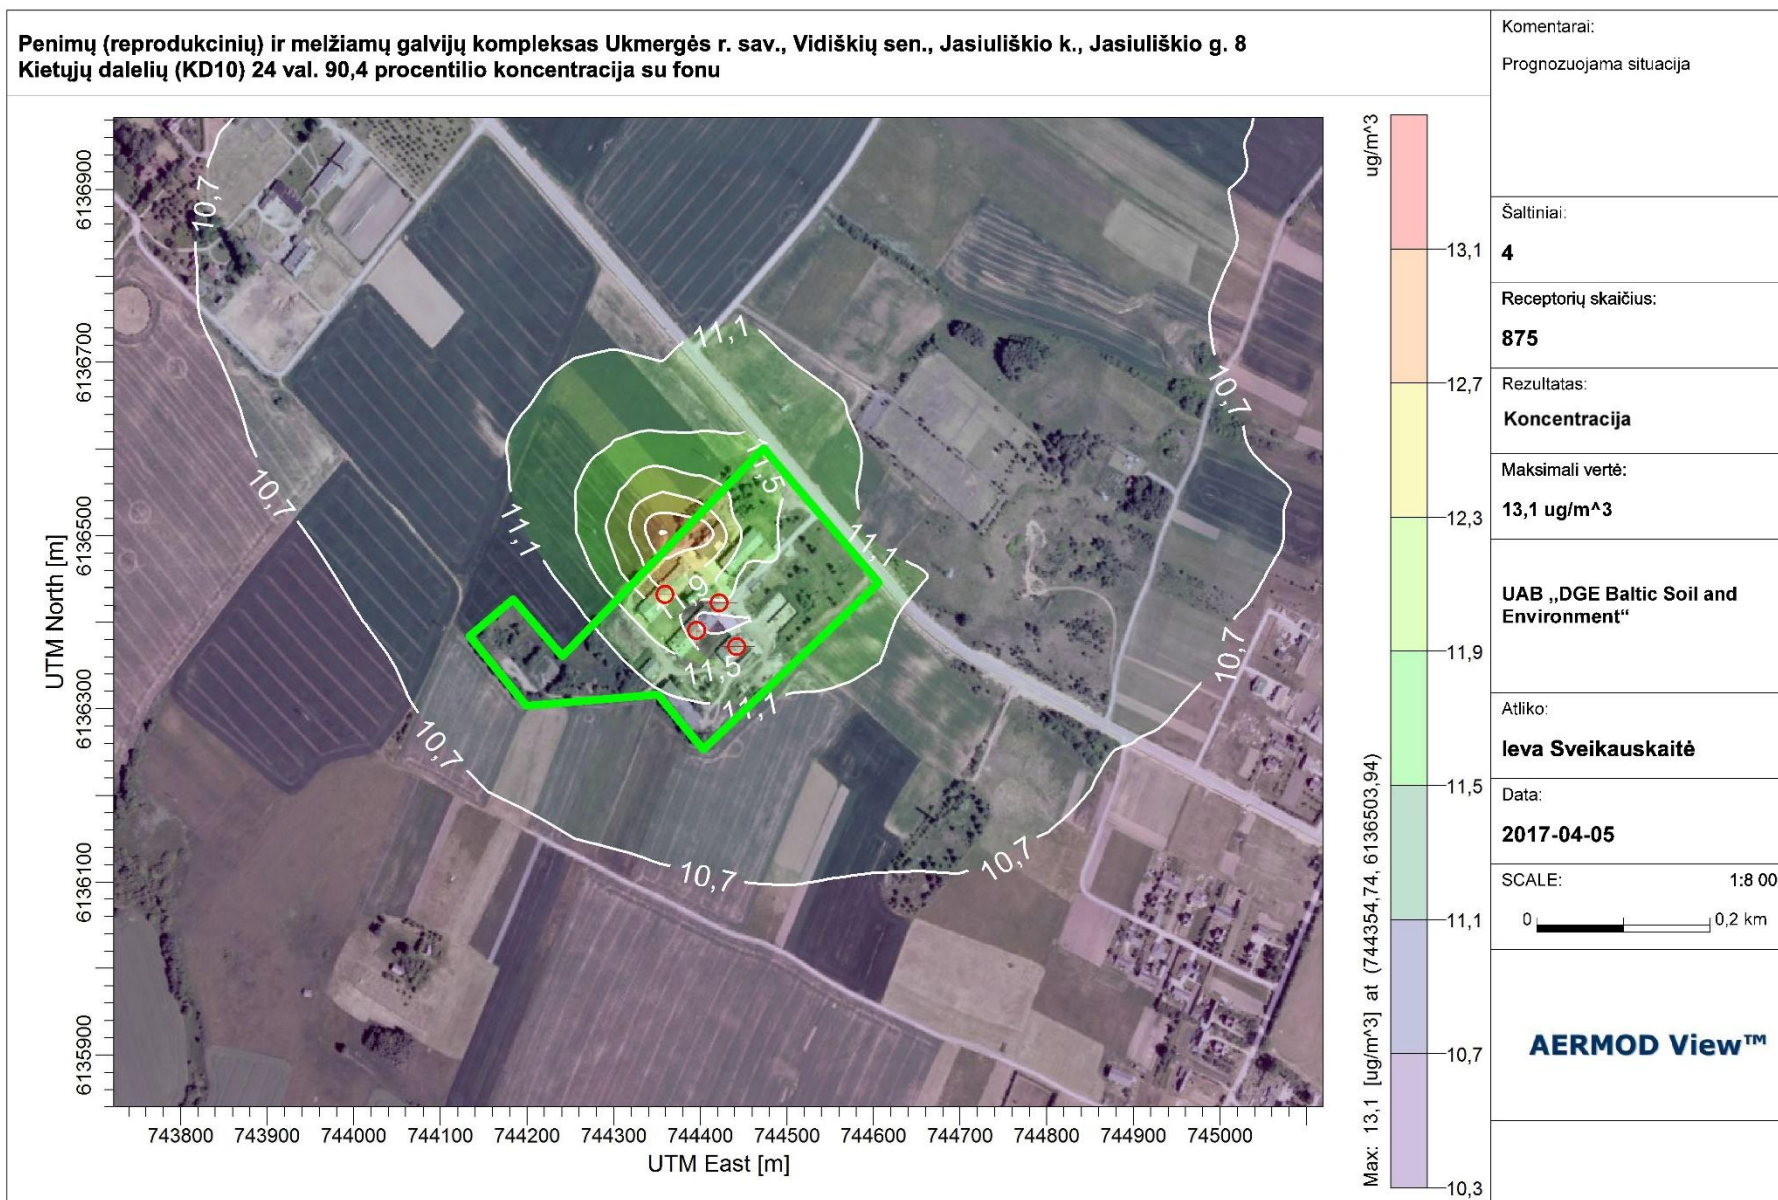 Penimų (reprodukcinių) ir melžiamų galvijų kompleksas Ukmergės r. sav., Vidiškių sen., Jasiuliškio k., Jasiuliškio g. 8
Kietųjų dalelių (KD10) 24 val. 90,4 procentilio koncentracija su fonu
Komentarai:
Prognozuojama situacija
Šaltiniai:
4
Receptorių skaičius:
875
Rezultatas:
Koncentracija
Maksimali vertė:
13,1 ug/m^3
UAB „DGE Baltic Soil and
Environment“
Atliko:
Ieva Sveikauskaitė
Data:
2017-04-05
SCALE: 1:8 00
0 0,2 km
AERMOD View™
ug/m^3
13,1
12,7
12,3
11,9
11,5
11,1
10,7
10,3
Max: 13,1 [ug/m^3] at (744354,74, 6136503,94)
UTM North [m]
6136900
6136700
6136500
6136300
6136100
6135900
743800 743900 744000 744100 744200 744300 744400 744500 744600 744700 744800 744900 745000
UTM East [m]
10,7
11,1
10,7
11,5
10,7
11,1
11,1
11,5
10,7
11,1
10,7
10,7
10,7